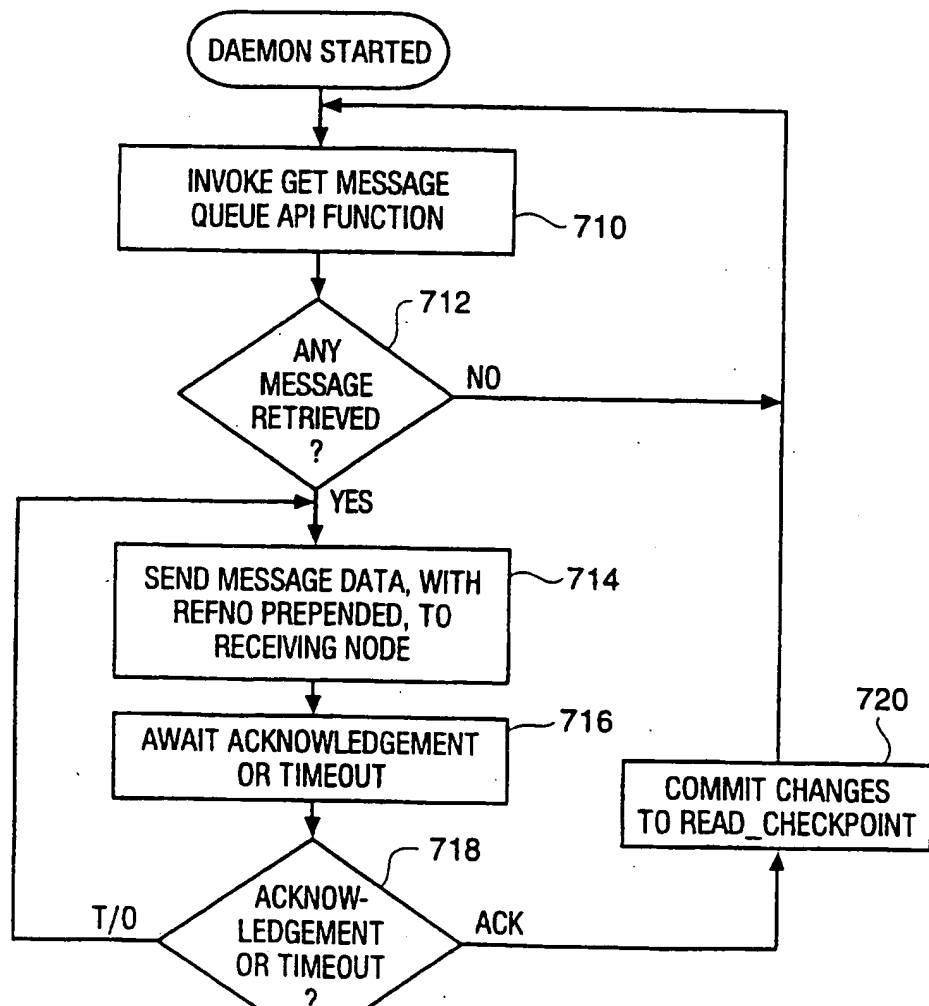 DAEMON STARTED
INVOKE GET MESSAGE
QUEUE API FUNCTION
710
712
ANY
MESSAGE
RETRIEVED
?
NO
YES
SEND MESSAGE DATA, WITH
REFNO PREPENDED, TO
RECEIVING NODE
714
AWAIT ACKNOWLEDGEMENT
OR TIMEOUT
716
720
COMMIT CHANGES
TO READ_CHECKPOINT
718
ACKNOW-
LEDGEMENT
OR TIMEOUT
?
T/O
ACK